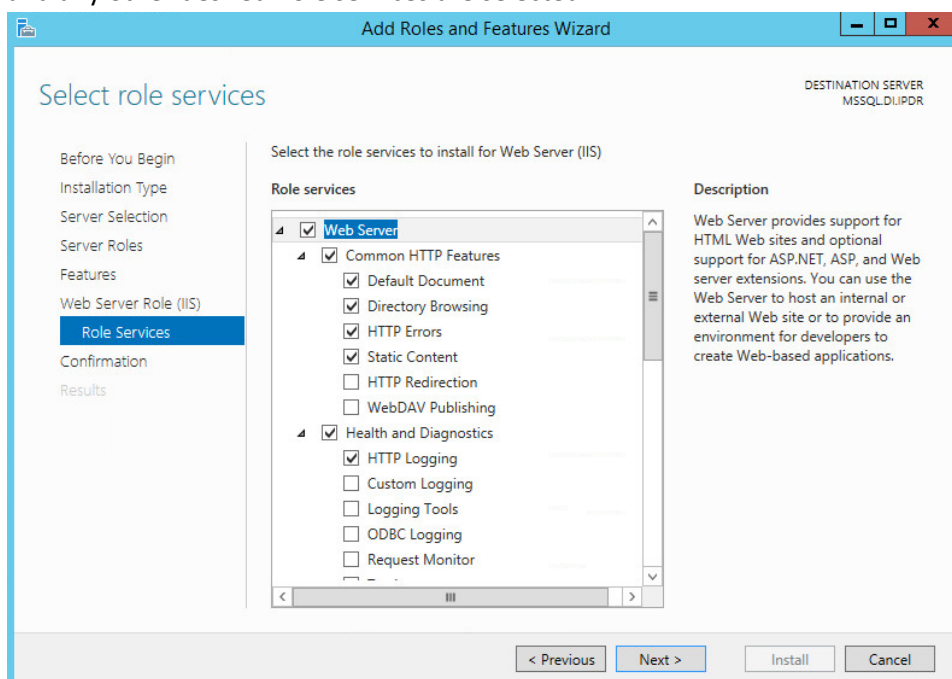 Add Roles and Features Wizard
Select role services
DESTINATION SERVER
MSSQL.DI.IPDR
Before You Begin
Installation Type
Server Selection
Server Roles
Features
Web Server Role (IIS)
Role Services
Confirmation
Results
Select the role services to install for Web Server (IIS)
Role services
Web Server
Common HTTP Features
Default Document
Directory Browsing
HTTP Errors
Static Content
HTTP Redirection
WebDAV Publishing
Health and Diagnostics
HTTP Logging
Custom Logging
Logging Tools
ODBC Logging
Request Monitor
Description
Web Server provides support for
HTML Web sites and optional
support for ASP.NET, ASP, and Web
server extensions. You can use the
Web Server to host an internal or
external Web site or to provide an
environment for developers to
create Web-based applications.
< Previous
Next >
Install
Cancel